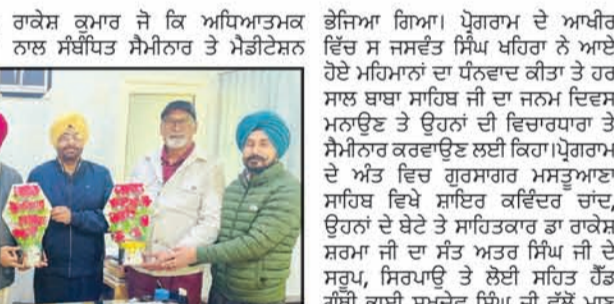 ਰਾਕੇਸ਼ ਕੁਮਾਰ ਜੋ ਕਿ ਅਧਿਆਤਮਕ
ਨਾਲ ਸੰਬੰਧਿਤ ਸੈਮੀਨਾਰ ਤੇ ਮੈਡੀਟੇਸ਼ਨ
ਭੇਜਿਆ ਗਿਆ। ਪ੍ਰੋਗਰਾਮ ਦੇ ਆਖੀਰ
ਵਿੱਚ ਸ ਜਸਵੰਤ ਸਿੰਘ ਖਹਿਰਾ ਨੇ ਆਏ
ਹੋਏ ਮਹਿਮਾਨਾਂ ਦਾ ਧੰਨਵਾਦ ਕੀਤਾ ਤੇ ਹਰ
ਸਾਲ ਬਾਬਾ ਸਾਹਿਬ ਜੀ ਦਾ ਜਨਮ ਦਿਵਸ
ਮਨਾਉਣ ਤੇ ਉਹਨਾਂ ਦੀ ਵਿਚਾਰਧਾਰਾ ਤੇ
ਸੈਮੀਨਾਰ ਕਰਵਾਉਣ ਲਈ ਕਿਹਾ।ਪ੍ਰੋਗਰਾਮ
ਦੇ ਅੰਤ ਵਿਚ ਗੁਰਸਾਗਰ ਮਸਤੂਆਣਾ
ਸਾਹਿਬ ਵਿਖੇ ਸ਼ਾਇਰ ਕਵਿੰਦਰ ਚਾਂਦ,
ਉਹਨਾਂ ਦੇ ਬੇਟੇ ਤੇ ਸਾਹਿਤਕਾਰ ਡਾ ਰਾਕੇਸ਼
ਸ਼ਰਮਾ ਜੀ ਦਾ ਸੰਤ ਅਤਰ ਸਿੰਘ ਜੀ ਦੇ
ਸਰੂਪ, ਸਿਰਪਾਉ ਤੇ ਲੋਈ ਸਹਿਤ ਹੈੱਡ